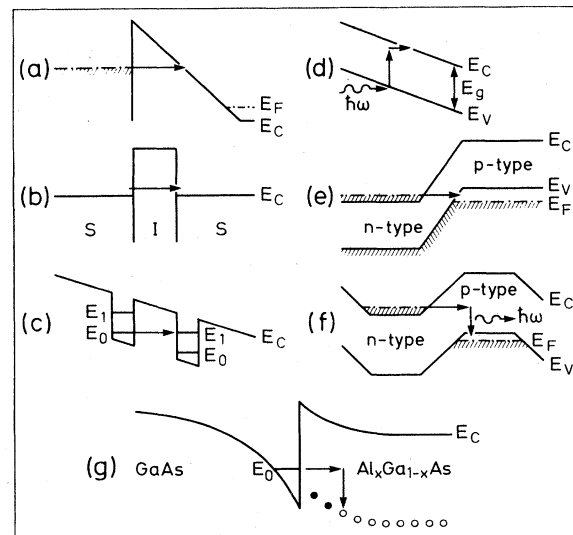 (a)
E_F
E_C
(b)
E_C
S I S
(c)
E_1
E_0
E_1
E_0
E_C
(d)
E_C
E_g
E_V
ħω
(e)
E_C
p-type
E_V
E_F
n-type
(f)
p-type
E_C
ħω
n-type
E_F
E_V
(g)
GaAs
E_0
E_C
Al_xGa_{1-x}As